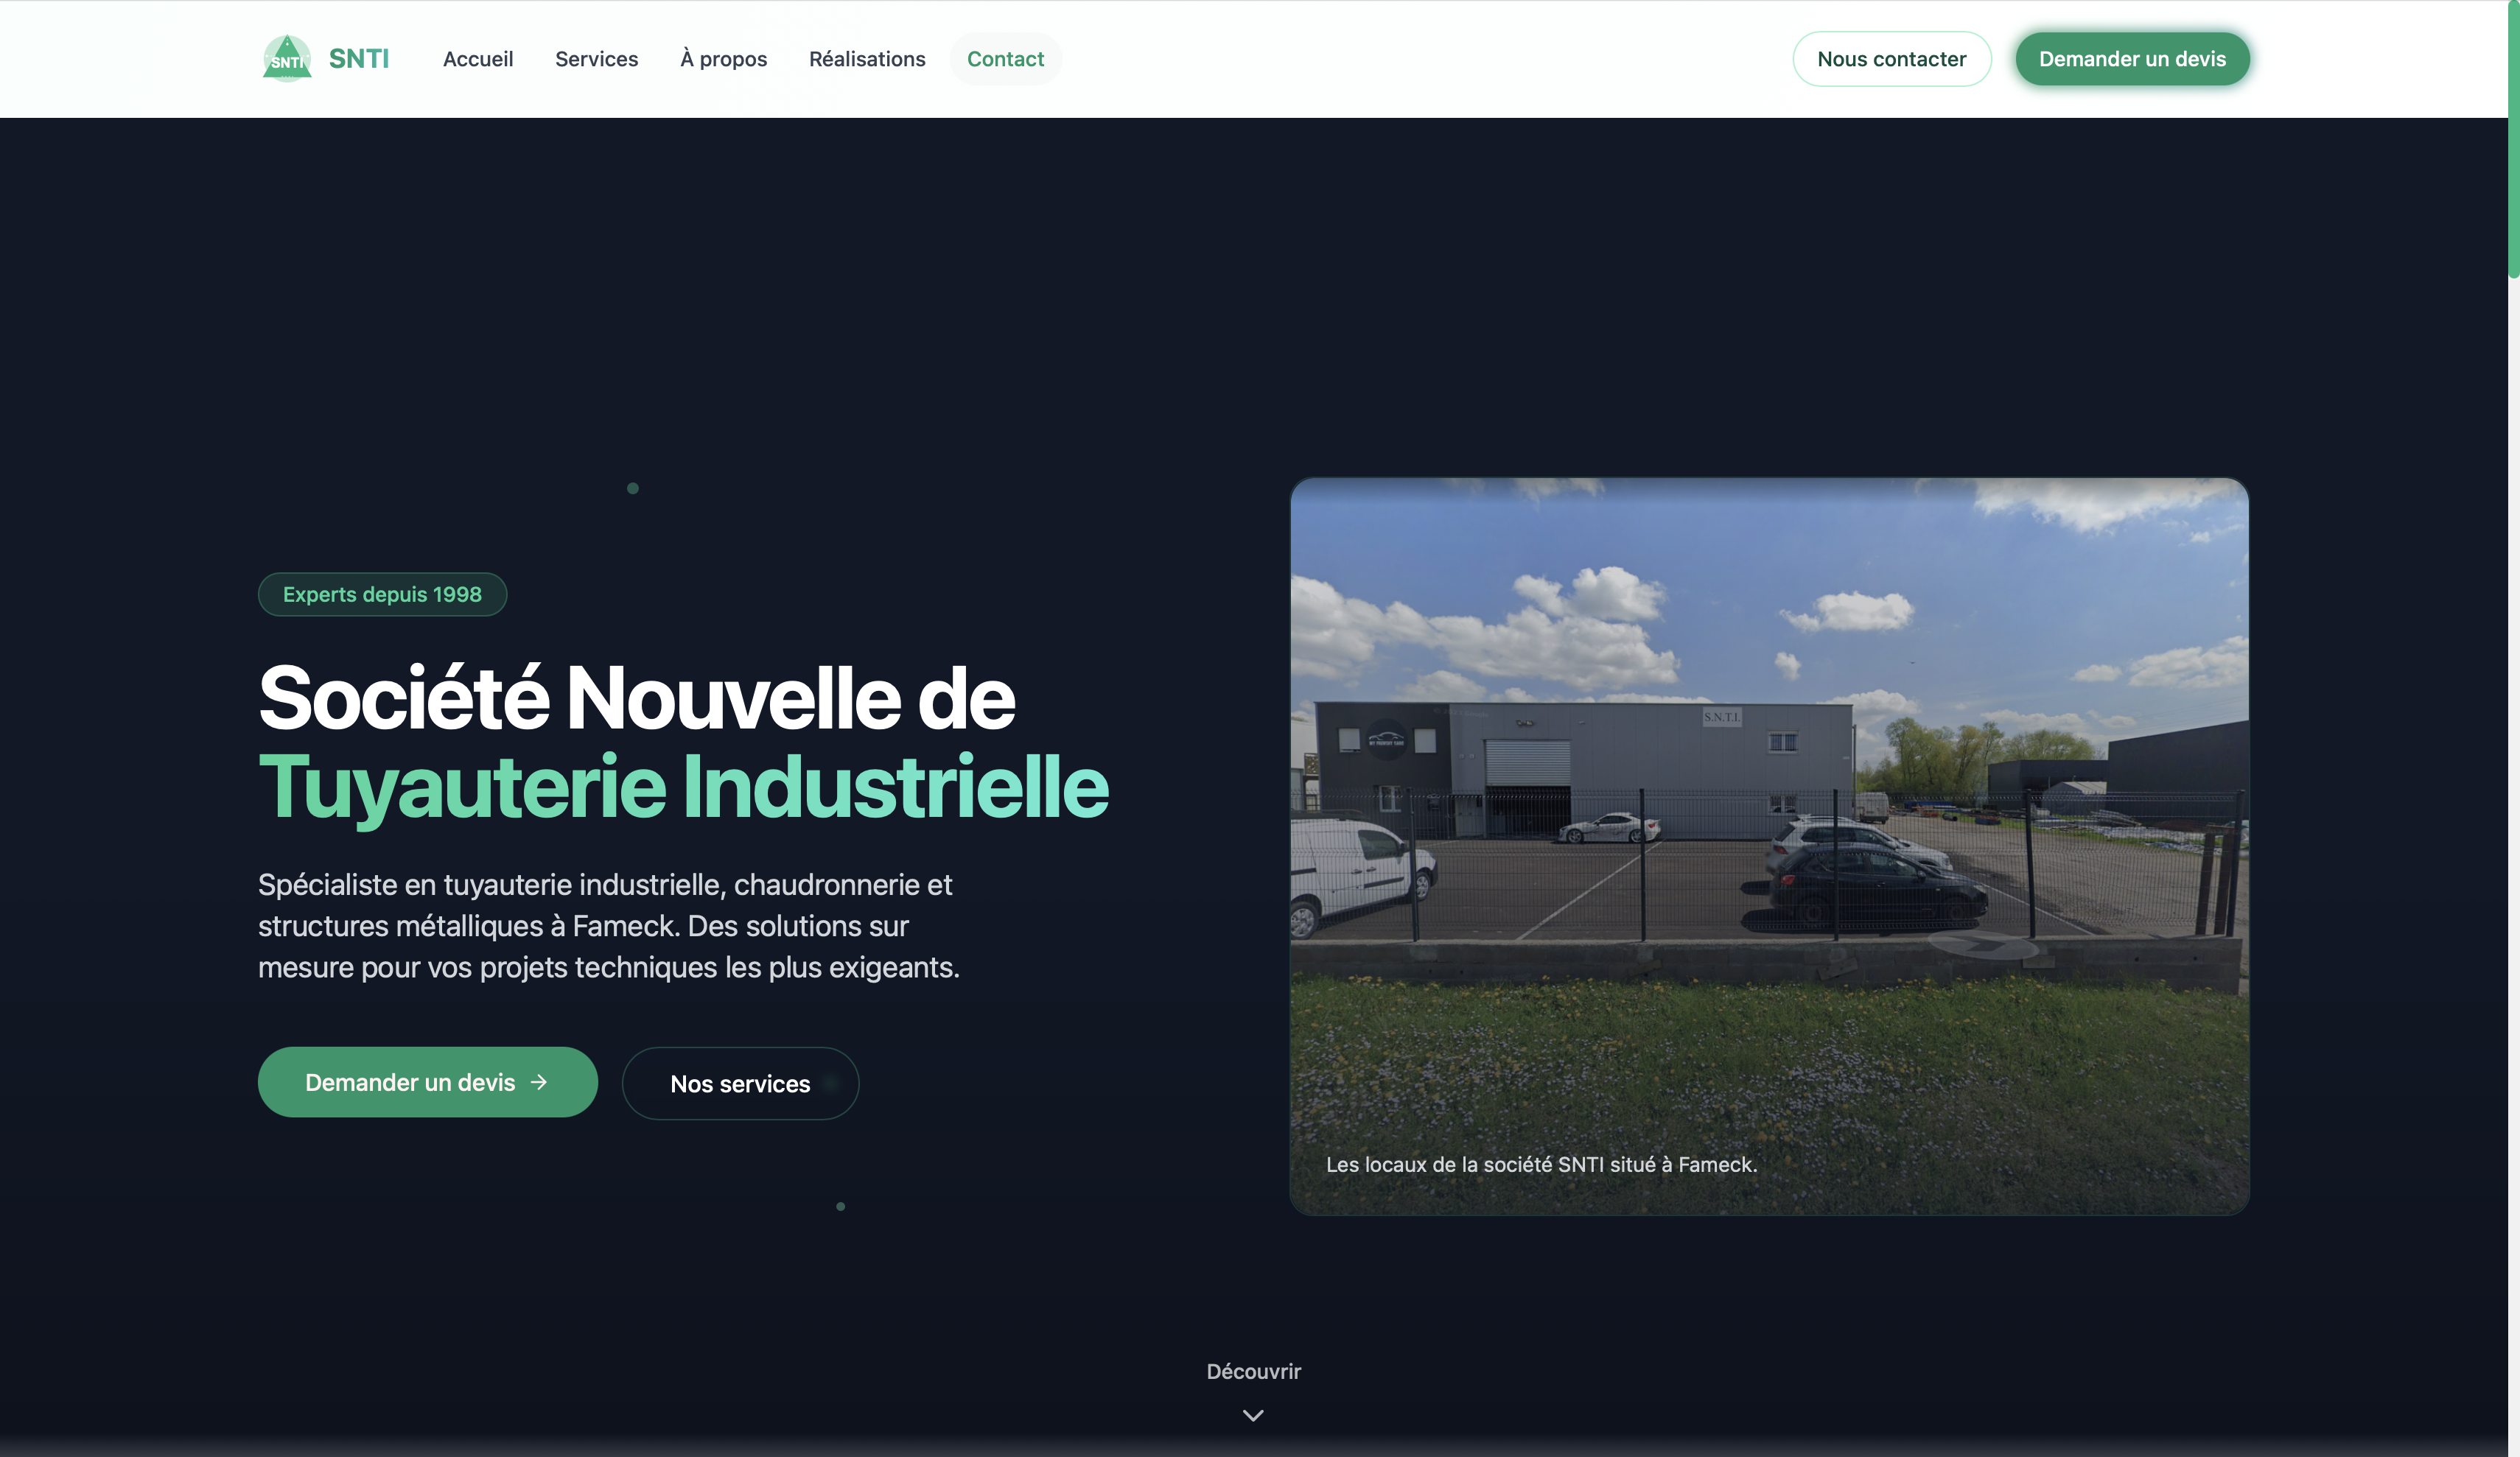 SNTI
SNTI
Accueil
Services
À propos
Réalisations
Contact
Nous contacter
Demander un devis
Experts depuis 1998
Société Nouvelle de
Tuyauterie Industrielle
Spécialiste en tuyauterie industrielle, chaudronnerie et
structures métalliques à Fameck. Des solutions sur
mesure pour vos projets techniques les plus exigeants.
Demander un devis
Nos services
S.N.T.I.
Les locaux de la société SNTI situé à Fameck.
Découvrir